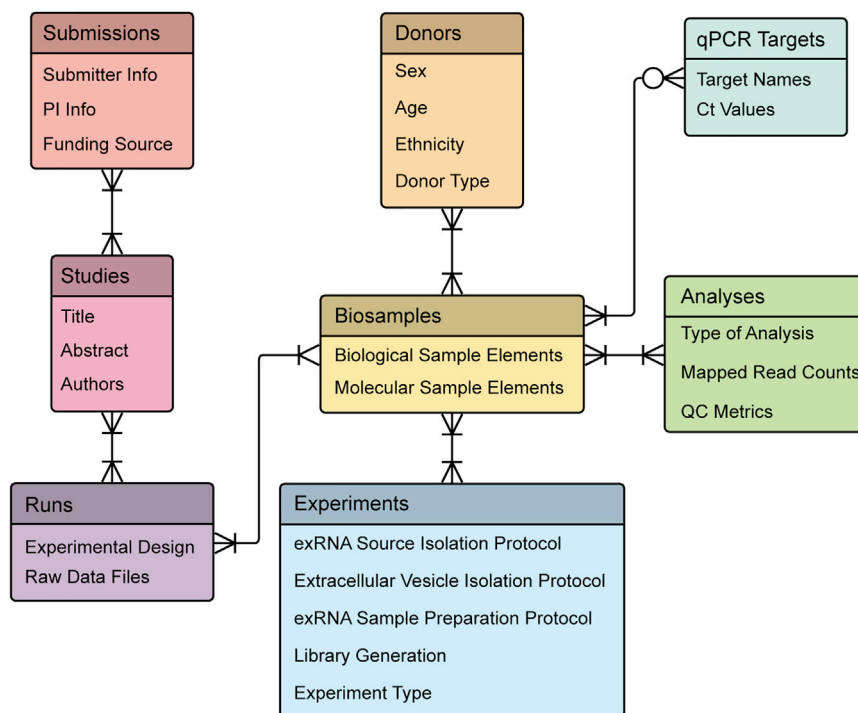 Submissions
Submitter Info
PI Info
Funding Source
Donors
Sex
Age
Ethnicity
Donor Type
qPCR Targets
Target Names
Ct Values
Studies
Title
Abstract
Authors
Biosamples
Biological Sample Elements
Molecular Sample Elements
Analyses
Type of Analysis
Mapped Read Counts
QC Metrics
Runs
Experimental Design
Raw Data Files
Experiments
exRNA Source Isolation Protocol
Extracellular Vesicle Isolation Protocol
exRNA Sample Preparation Protocol
Library Generation
Experiment Type